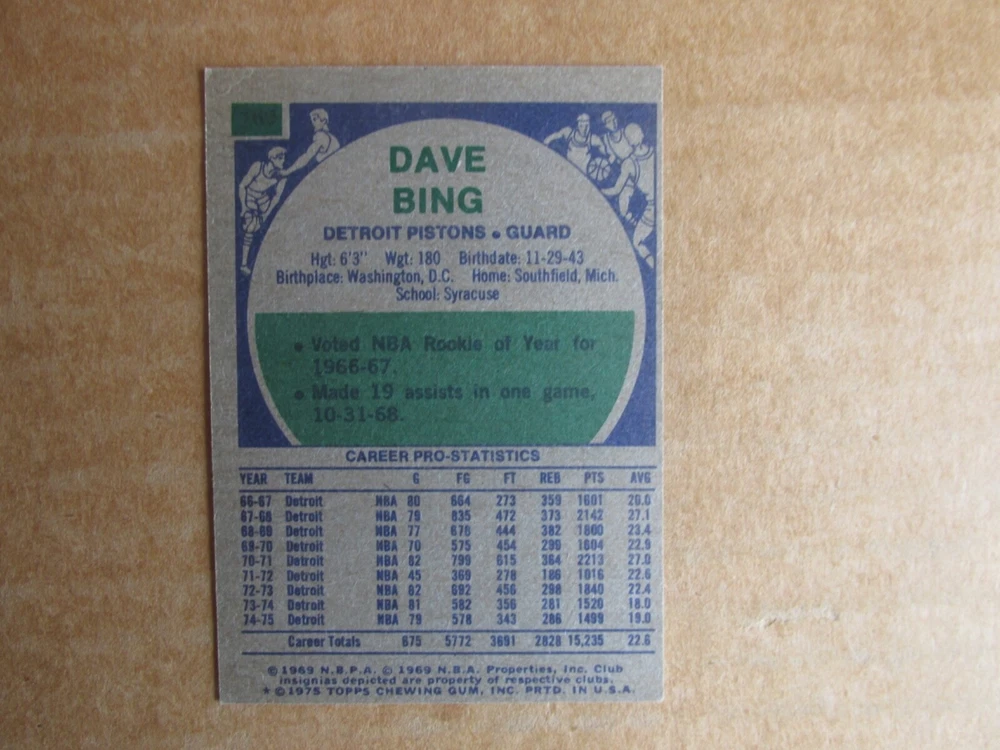 DAVE
BING
DETROIT PISTONS • GUARD
Hgt: 6'3" Wgt: 180 Birthdate: 11-29-43
Birthplace: Washington, D.C. Home: Southfield, Mich.
School: Syracuse
• Voted NBA Rookie of Year for
1966-67.
• Made 19 assists in one game,
10-31-68.
CAREER PRO-STATISTICS
YEAR TEAM G FG FT REB PTS AVG
66-67 Detroit NBA 80 664 273 359 1601 20.0
67-68 Detroit NBA 79 835 472 373 2142 27.1
68-69 Detroit NBA 77 678 444 382 1800 23.4
69-70 Detroit NBA 70 575 454 299 1604 22.9
70-71 Detroit NBA 82 799 615 364 2213 27.0
71-72 Detroit NBA 45 369 278 186 1016 22.6
72-73 Detroit NBA 82 692 456 298 1840 22.4
73-74 Detroit NBA 81 582 356 281 1520
74-75 Detroit NBA 79 578 343 286 1499 19.0
Career Totals 675 5772 3691 2828 15,235 22.6
© 1969 N.B.P.A. © 1969 N.B.A. Properties, Inc. Club
insignias depicted are property of respective clubs.
* © 1975 TOPPS CHEWING GUM, INC. PRTD. IN U.S.A.